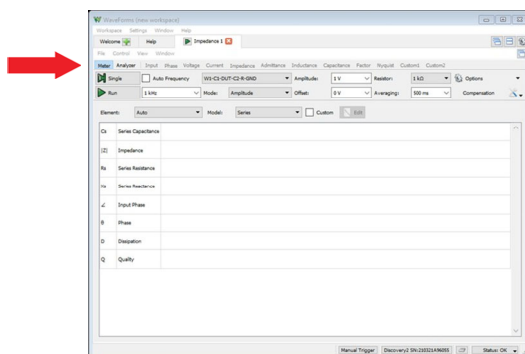 WaveForms (new workspace)
Workspace Settings Window Help
Welcome Help Impedance 1
File Control View Window
Meter Analyzer Input Phase Voltage Current Impedance Admittance Inductance Capacitance Factor Nyquist Custom1 Custom2
Single Auto Frequency W1-C1-DUT-C2-R-GND Amplitude: 1 V Resistor: 1 kΩ Options
Run 1 kHz Mode: Amplitude Offset: 0 V Averaging: 500 ms Compensation
Element: Auto Model: Series Custom Edit
Cs Series Capacitance
|Z| Impedance
Rs Series Resistance
Xs Series Reactance
∠ Input Phase
θ Phase
D Dissipation
Q Quality
Manual Trigger Discovery2 SN:210321A96055 Status: OK